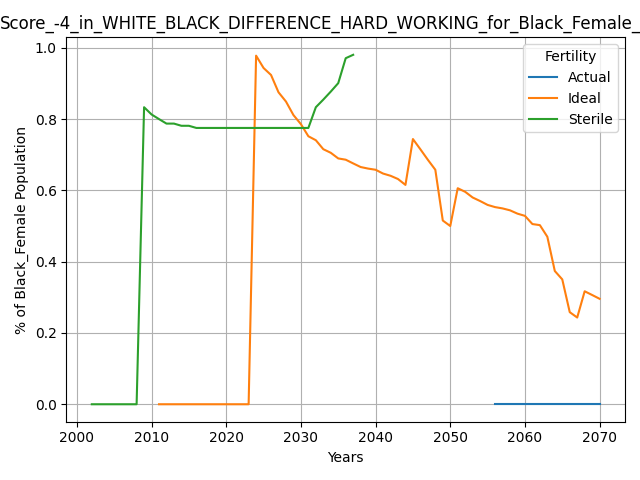 Score_-4_in_WHITE_BLACK_DIFFERENCE_HARD_WORKING_for_Black_Female_
Fertility
Actual
Ideal
Sterile
% of Black_Female Population
1.0
0.8
0.6
0.4
0.2
0.0
2000 2010 2020 2030 2040 2050 2060 2070
Years